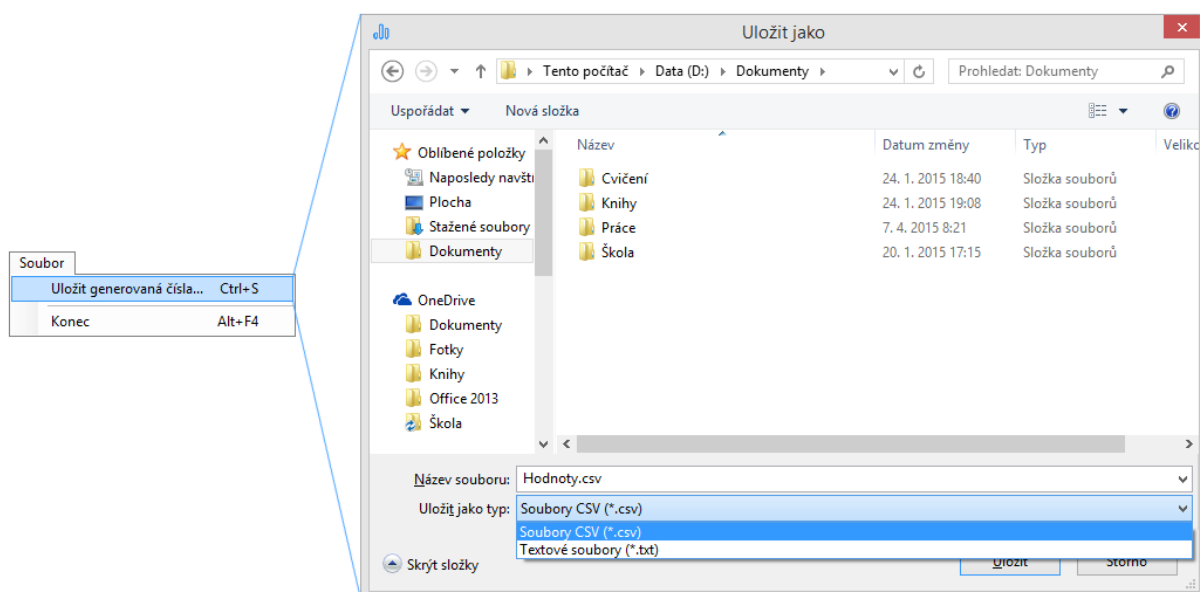 Soubor
Uložit generovaná čísla... Ctrl+S
Konec Alt+F4
Uložit jako
Tento počítač Data (D:) Dokumenty
Prohledat: Dokumenty
Uspořádat Nová složka
Oblíbené položky
Naposledy navšti
Plocha
Stažené soubory
Dokumenty
OneDrive
Dokumenty
Fotky
Knihy
Office 2013
Škola
Název Datum změny Typ Veliko
Cvičení 24. 1. 2015 18:40 Složka souborů
Knihy 24. 1. 2015 19:08 Složka souborů
Práce 7. 4. 2015 8:21 Složka souborů
Škola 20. 1. 2015 17:15 Složka souborů
Název souboru: Hodnoty.csv
Uložit jako typ: Soubory CSV (*.csv)
Soubory CSV (*.csv)
Textové soubory (*.txt)
Skrýt složky
Uložit Storno